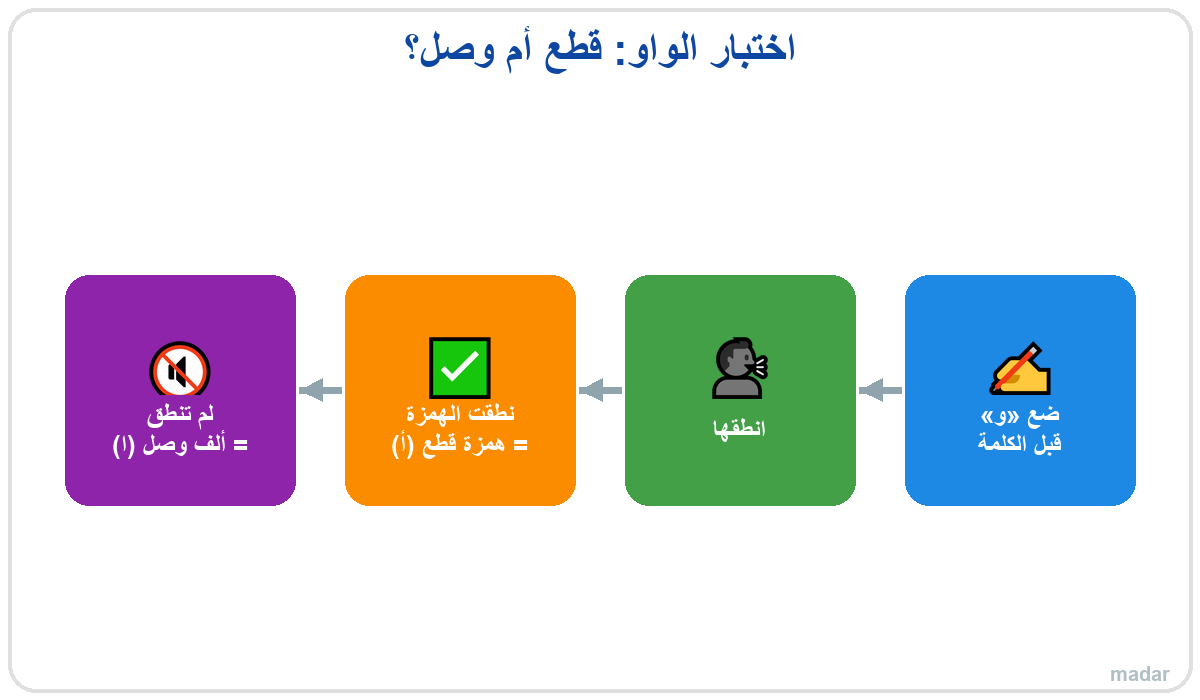 اختبار الواو: قطع أم وصل؟
ضع «و»
قبل الكلمة
انطقها
نطقت الهمزة
= همزة قطع (أ)
لم تنطق
= ألف وصل (ا)
madar